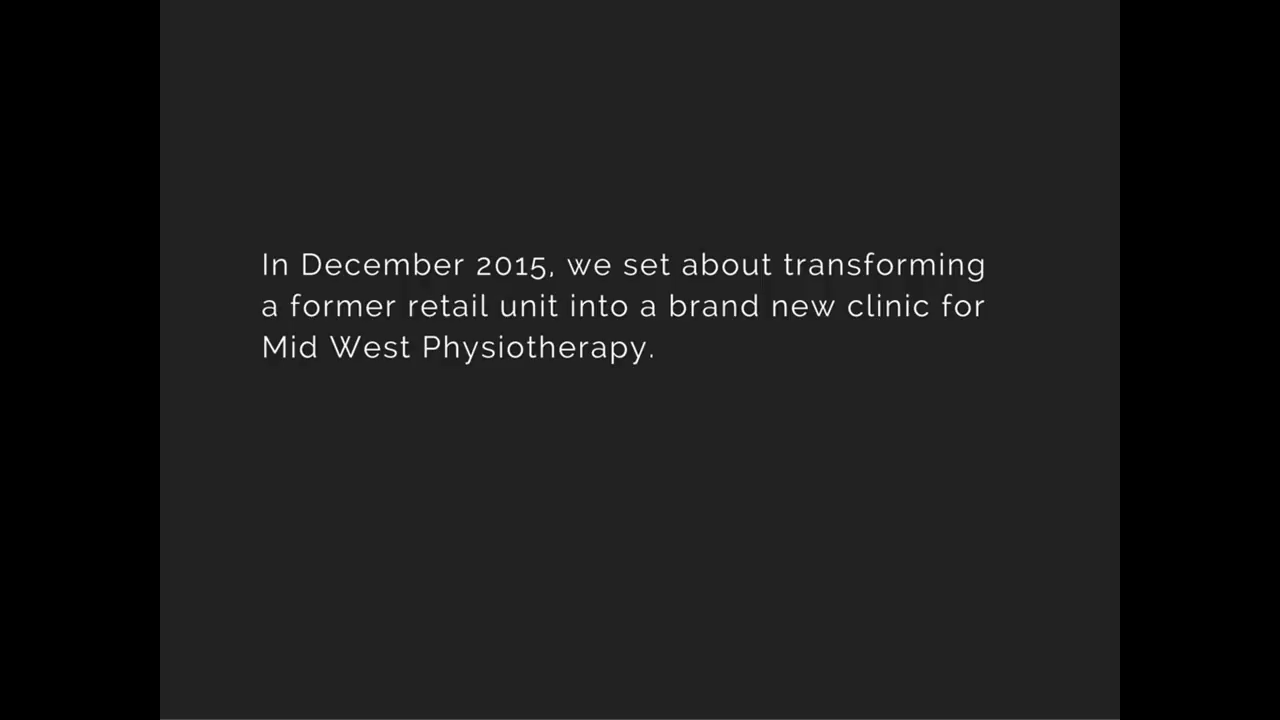 In December 2015, we set about transforming
a former retail unit into a brand new clinic for
Mid West Physiotherapy.